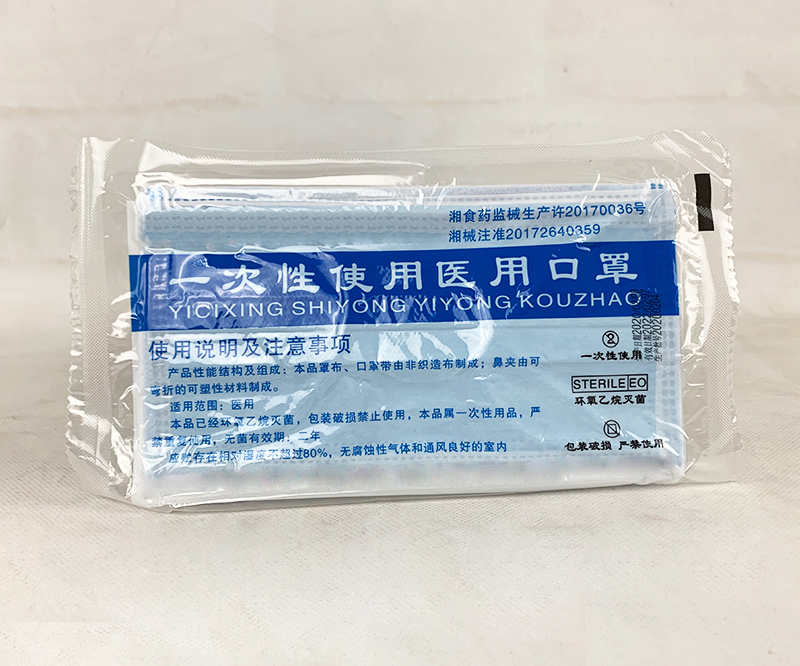 湘食药监械生产许20170036号
湘械注准20172640359
一次性使用医用口罩
YICIXING SHIYONG YIYONG KOUZHAO
使用说明及注意事项
产品性能结构及组成：本品罩布、口罩带由非织造布制成；鼻夹由可
弯折的可塑性材料制成。
适用范围：医用
本品已经环氧乙烷灭菌，包装破损禁止使用，本品属一次性用品，严
禁重复使用，无菌有效期：二年
应贮存在相对湿度不超过80%，无腐蚀性气体和通风良好的室内
一次性使用
STERILE EO
环氧乙烷灭菌
包装破损 严禁使用